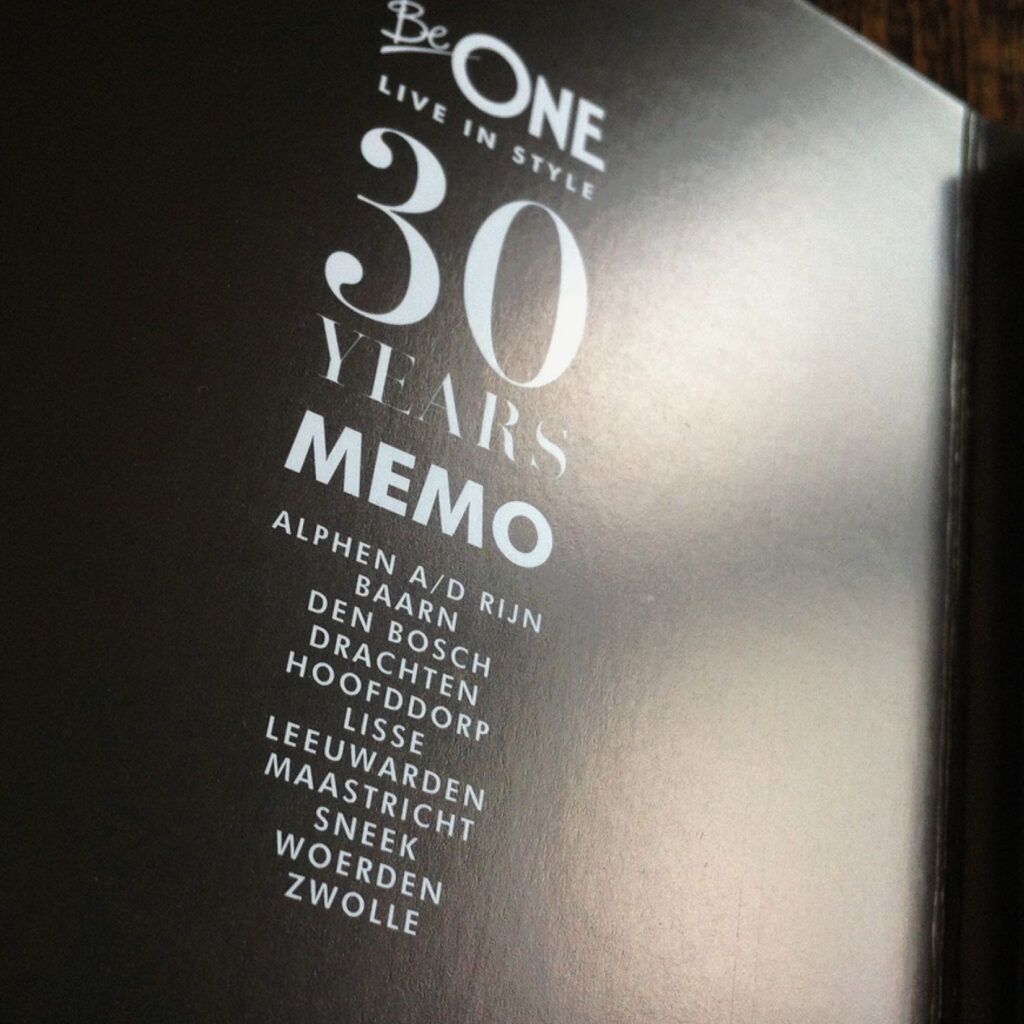 Be ONE
LIVE IN STYLE
30
YEARS
MEMO
ALPHEN A/D RIJN
BAARN
DEN BOSCH
DRACHTEN
HOOFDDORP
LISSE
LEEUWARDEN
MAASTRICHT
SNEEK
WOERDEN
ZWOLLE